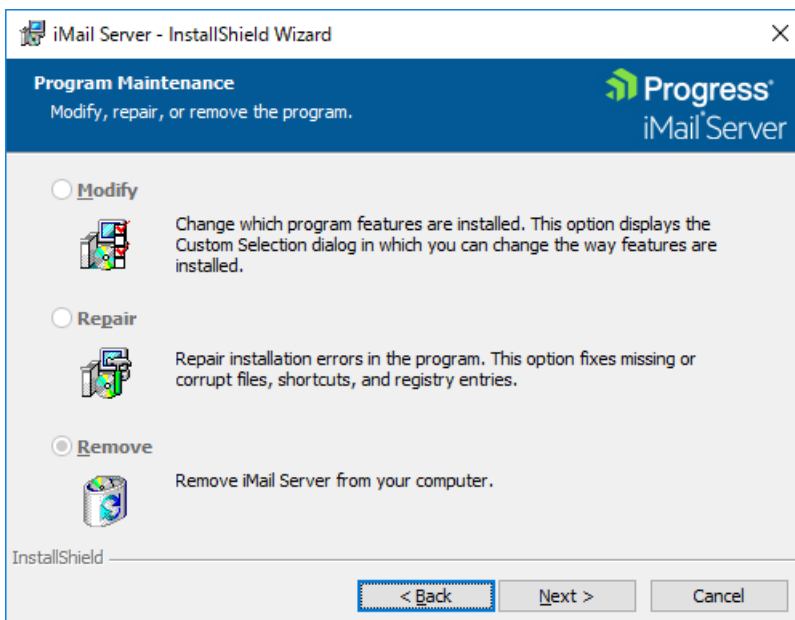 iMail Server - InstallShield Wizard
Program Maintenance
Modify, repair, or remove the program.
Progress®
iMail Server
Modify
Change which program features are installed. This option displays the
Custom Selection dialog in which you can change the way features are
installed.
Repair
Repair installation errors in the program. This option fixes missing or
corrupt files, shortcuts, and registry entries.
Remove
Remove iMail Server from your computer.
InstallShield
< Back
Next >
Cancel